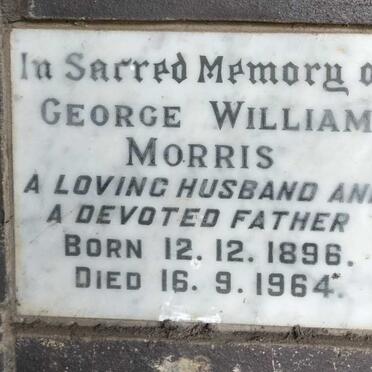 In Sacred Memory o
GEORGE WILLIAM
MORRIS
A LOVING HUSBAND AN
A DEVOTED FATHER
BORN 12. 12. 1896.
DIED 16. 9. 1964.